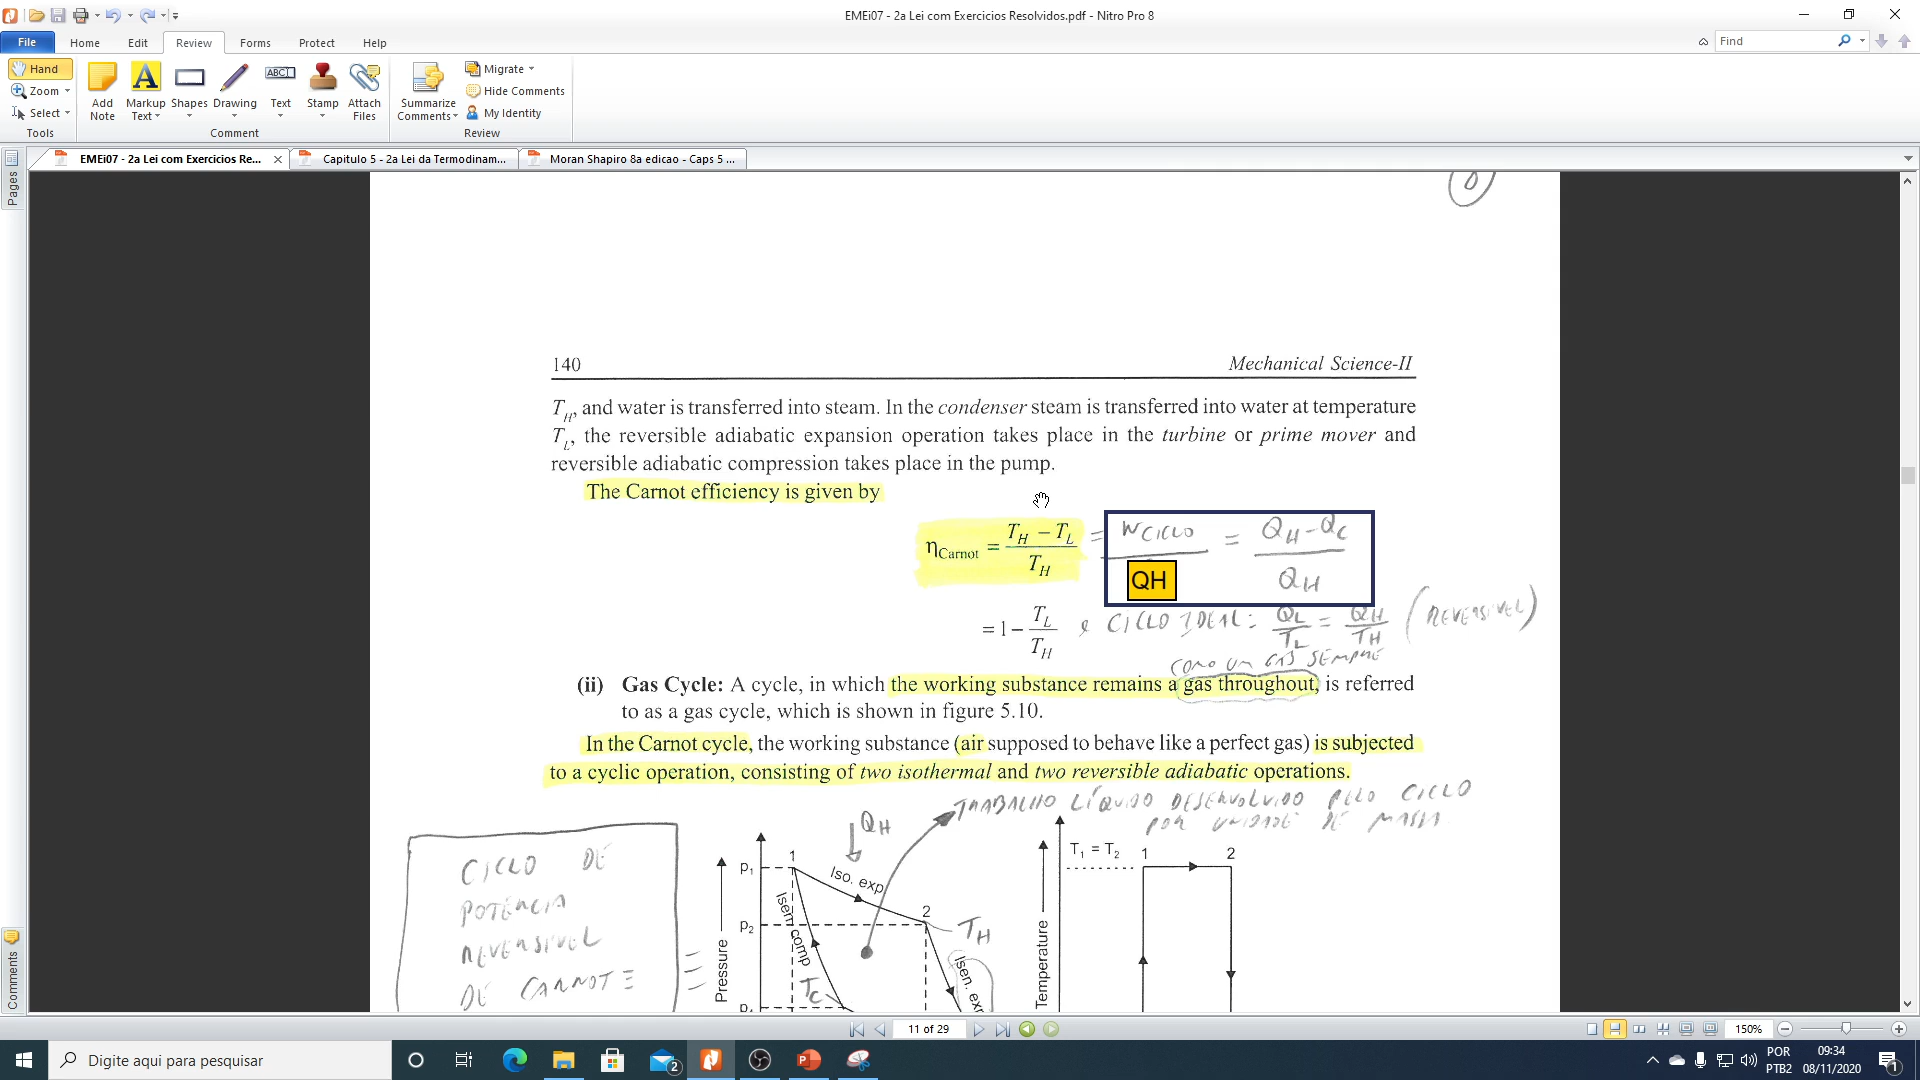 EMEi07 - 2a Lei com Exercicios Resolvidos.pdf - Nitro Pro 8
File Home Edit Review Forms Protect Help
Find
Hand
Zoom
Select
Tools
Add Note
Markup Text
Shapes
Drawing
ABC
Text
Stamp
Attach Files
Comment
Summarize Comments
Migrate
Hide Comments
My Identity
Review
EMEi07 - 2a Lei com Exercicios Re...
Capitulo 5 - 2a Lei da Termodinam...
Moran Shapiro 8a edicao - Caps 5 ...
Pages
140 Mechanical Science-II
T_H, and water is transferred into steam. In the condenser steam is transferred into water at temperature
T_L, the reversible adiabatic expansion operation takes place in the turbine or prime mover and
reversible adiabatic compression takes place in the pump.
The Carnot efficiency is given by
η_Carnot = (T_H − T_L) / T_H = W CICLO / QH = (Q_H - Q_C) / Q_H
= 1 − T_L / T_H e CICLO IDEAL: Q_L / T_L = Q_H / T_H (REVERSIVEL)
COMO UM GAS SEMPRE
(ii) Gas Cycle: A cycle, in which the working substance remains a gas throughout, is referred
to as a gas cycle, which is shown in figure 5.10.
In the Carnot cycle, the working substance (air supposed to behave like a perfect gas) is subjected
to a cyclic operation, consisting of two isothermal and two reversible adiabatic operations.
TRABALHO LÍQUIDO DESENVOLVIDO PELO CICLO
POR UNIDADE DE MASSA
CICLO DE
POTENCIA
REVERSIVEL
DE CARNOT
Q_H
p1
1
Iso. exp
Isen. comp
2
p2
T_H
Isen. exp
T_C
Pressure
T1 = T2
1
2
Temperature
Comments
11 of 29
150%
Digite aqui para pesquisar
2
POR
PTB2
09:34
08/11/2020
1